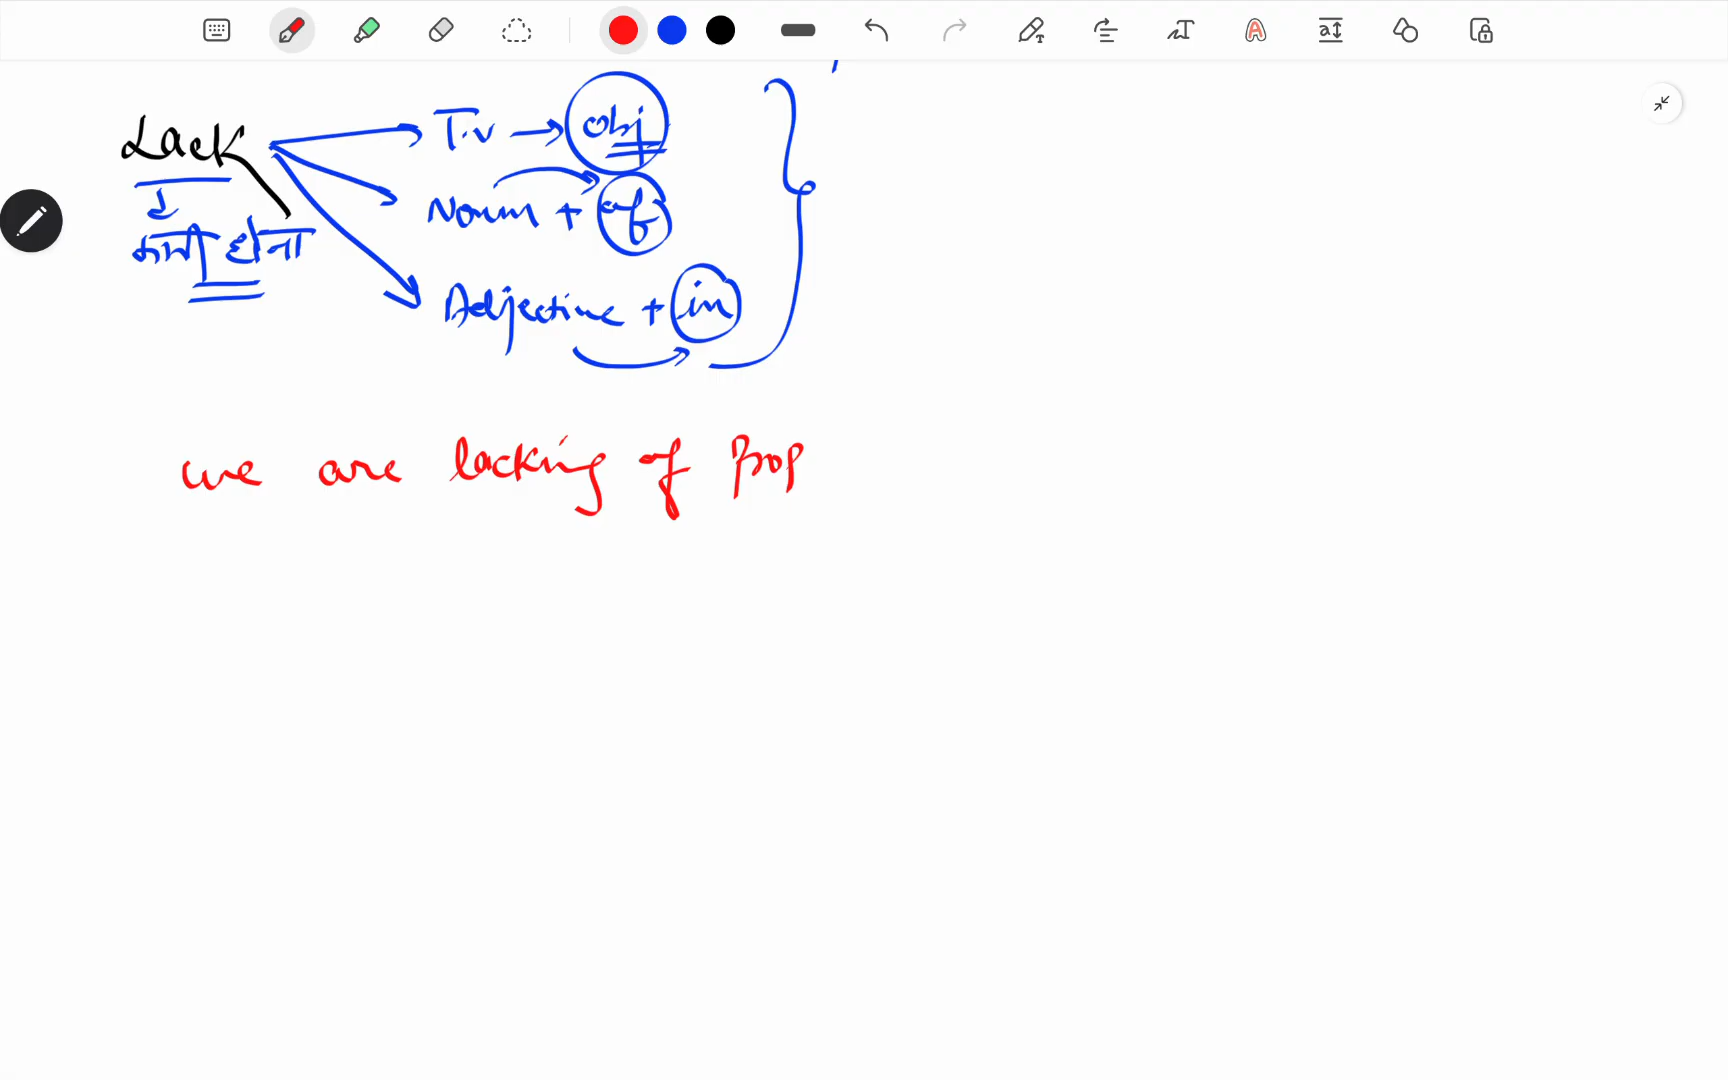 Lack
T.v → obj
कमी होना
Noun + of
Adjective + in
we are lacking of prop